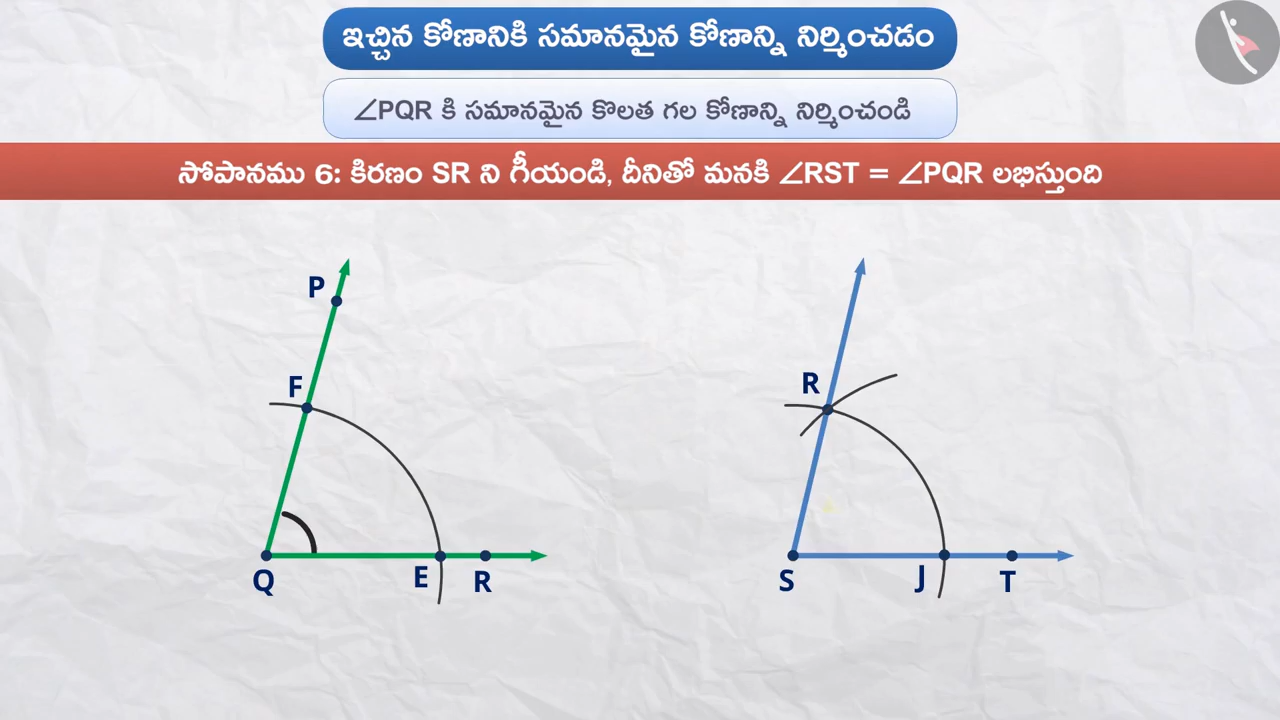 ఇచ్చిన కోణానికి సమానమైన కోణాన్ని నిర్మించడం
∠PQR కి సమానమైన కొలత గల కోణాన్ని నిర్మించండి
సోపానము 6: కిరణం SR ని గీయండి, దీనితో మనకి ∠RST = ∠PQR లభిస్తుంది
P
F
R
Q
E
R
S
J
T